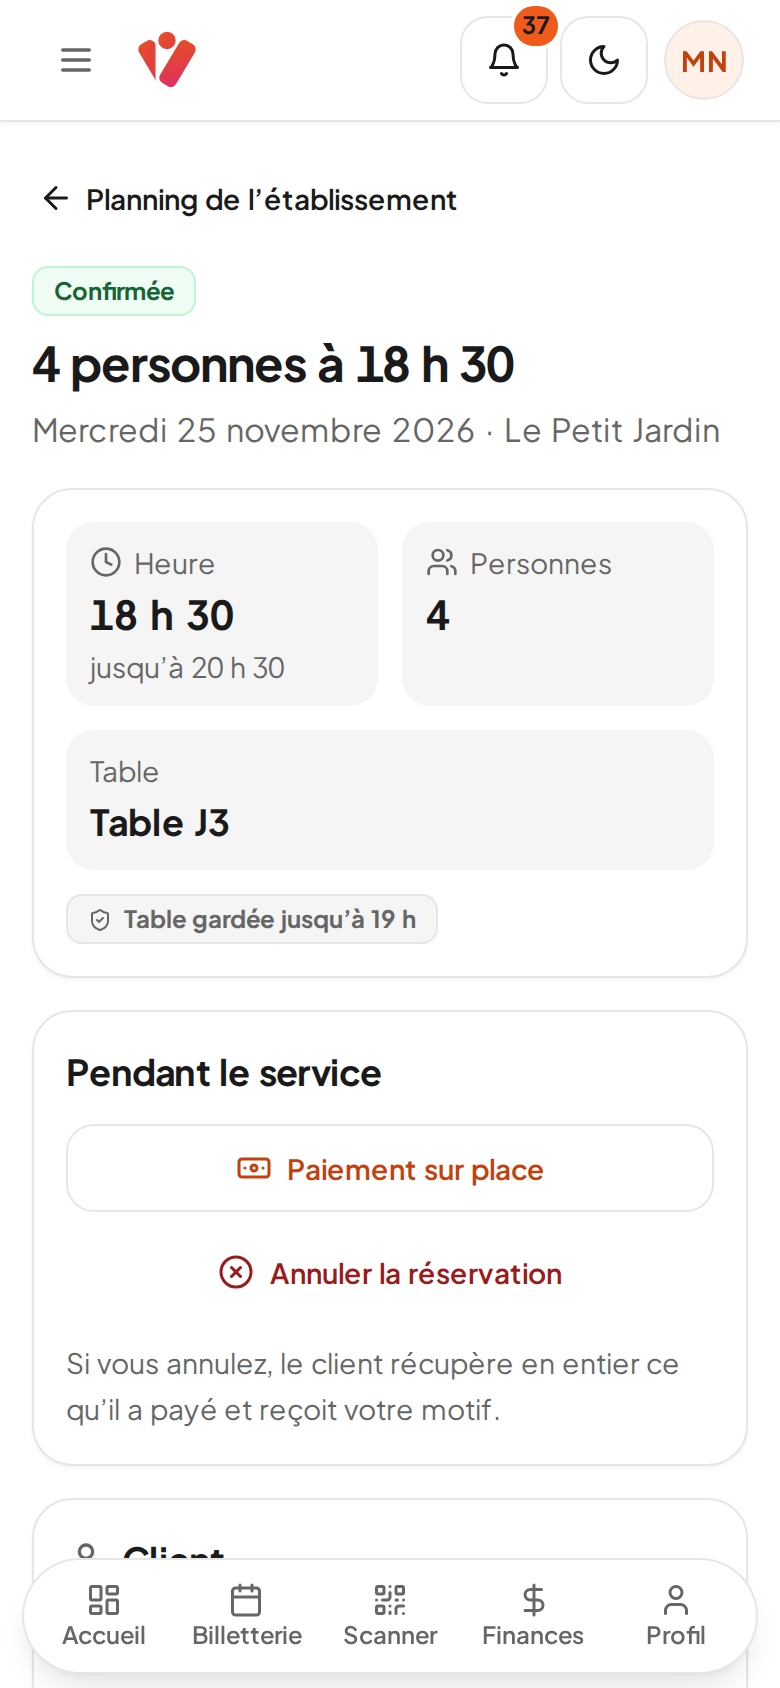 37
MN
Planning de l’établissement
Confirmée
4 personnes à 18 h 30
Mercredi 25 novembre 2026 · Le Petit Jardin
Heure
18 h 30
jusqu’à 20 h 30
Personnes
4
Table
Table J3
Table gardée jusqu’à 19 h
Pendant le service
Paiement sur place
Annuler la réservation
Si vous annulez, le client récupère en entier ce
qu’il a payé et reçoit votre motif.
Client
Accueil
Billetterie
Scanner
Finances
Profil